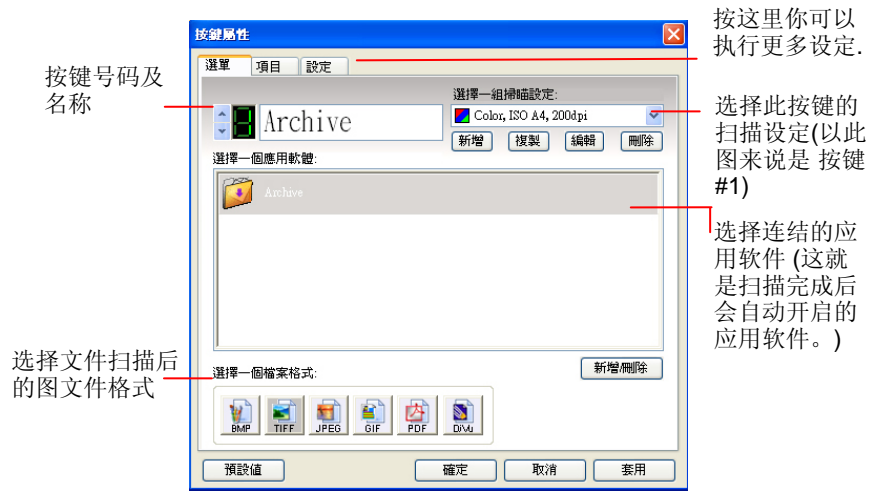 按这里你可以
执行更多设定.
按键号码及
名称
按鍵屬性
選單 項目 設定
選擇一組掃瞄設定:
Archive
Color, ISO A4, 200dpi
新增 複製 編輯 刪除
选择此按键的
扫描设定(以此
图来说是 按键
#1)
選擇一個應用軟體:
Archive
选择连结的应
用软件 (这就
是扫描完成后
会自动开启的
应用软件。)
选择文件扫描后
的图文件格式
新增/刪除
選擇一個檔案格式:
BMP TIFF JPEG GIF PDF DjVu
預設值 確定 取消 套用